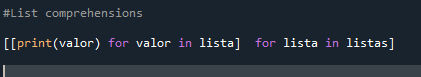 #List comprehensions
[[print(valor) for valor in lista]  for lista in listas]